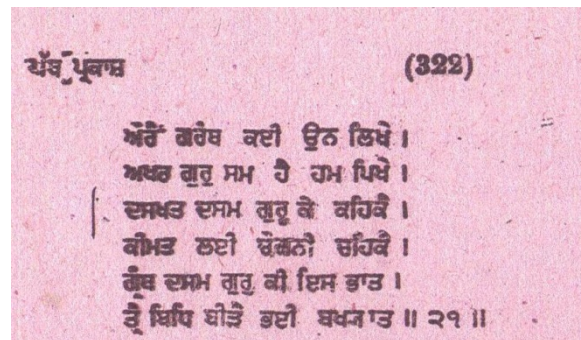 ਪੰਥ ਪ੍ਰਕਾਸ਼ (322)
ਔਰੈਂ ਗਰੰਥ ਕਈ ਉਨ ਲਿਖੇ ।
ਅਖਰ ਗੁਰੁ ਸਮ ਹੈ ਹਮ ਪਿਖੇ ।
ਦਸਖਤ ਦਸਮ ਗੁਰੂ ਕੇ ਕਹਿਕੈ ।
ਕੀਮਤ ਲਈ ਚੌਗਨੀ ਚਹਿਕੈ ।
ਗ੍ਰੰਥ ਦਸਮ ਗੁਰੁ ਕੀ ਇਸ ਭਾਤ ।
ਤ੍ਰੈ ਬਿਧਿ ਬੀੜੈਂ ਭਈ ਬਖ੍ਯਾਤ ॥ ੨੧ ॥